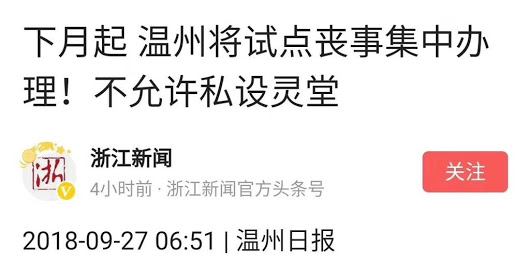 下月起 温州将试点丧事集中办
理！不允许私设灵堂
浙
浙江新闻
V
4小时前 · 浙江新闻官方头条号
关注
2018-09-27 06:51 | 温州日报